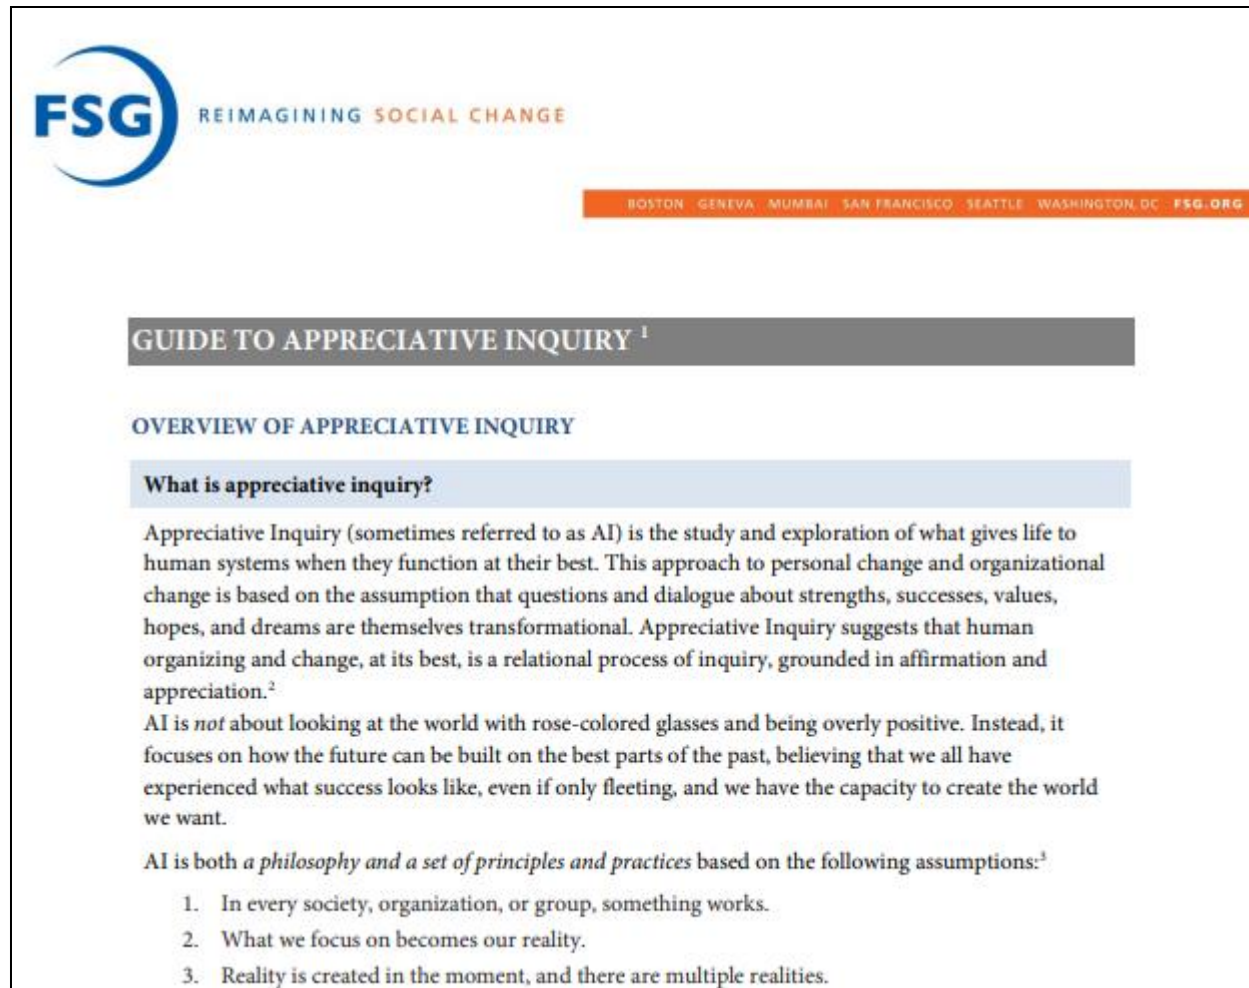 FSG
REIMAGINING SOCIAL CHANGE
BOSTON GENEVA MUMBAI SAN FRANCISCO SEATTLE WASHINGTON, DC FSG.ORG
GUIDE TO APPRECIATIVE INQUIRY 1
OVERVIEW OF APPRECIATIVE INQUIRY
What is appreciative inquiry?
Appreciative Inquiry (sometimes referred to as AI) is the study and exploration of what gives life to
human systems when they function at their best. This approach to personal change and organizational
change is based on the assumption that questions and dialogue about strengths, successes, values,
hopes, and dreams are themselves transformational. Appreciative Inquiry suggests that human
organizing and change, at its best, is a relational process of inquiry, grounded in affirmation and
appreciation.2
AI is not about looking at the world with rose-colored glasses and being overly positive. Instead, it
focuses on how the future can be built on the best parts of the past, believing that we all have
experienced what success looks like, even if only fleeting, and we have the capacity to create the world
we want.
AI is both a philosophy and a set of principles and practices based on the following assumptions:3
1. In every society, organization, or group, something works.
2. What we focus on becomes our reality.
3. Reality is created in the moment, and there are multiple realities.